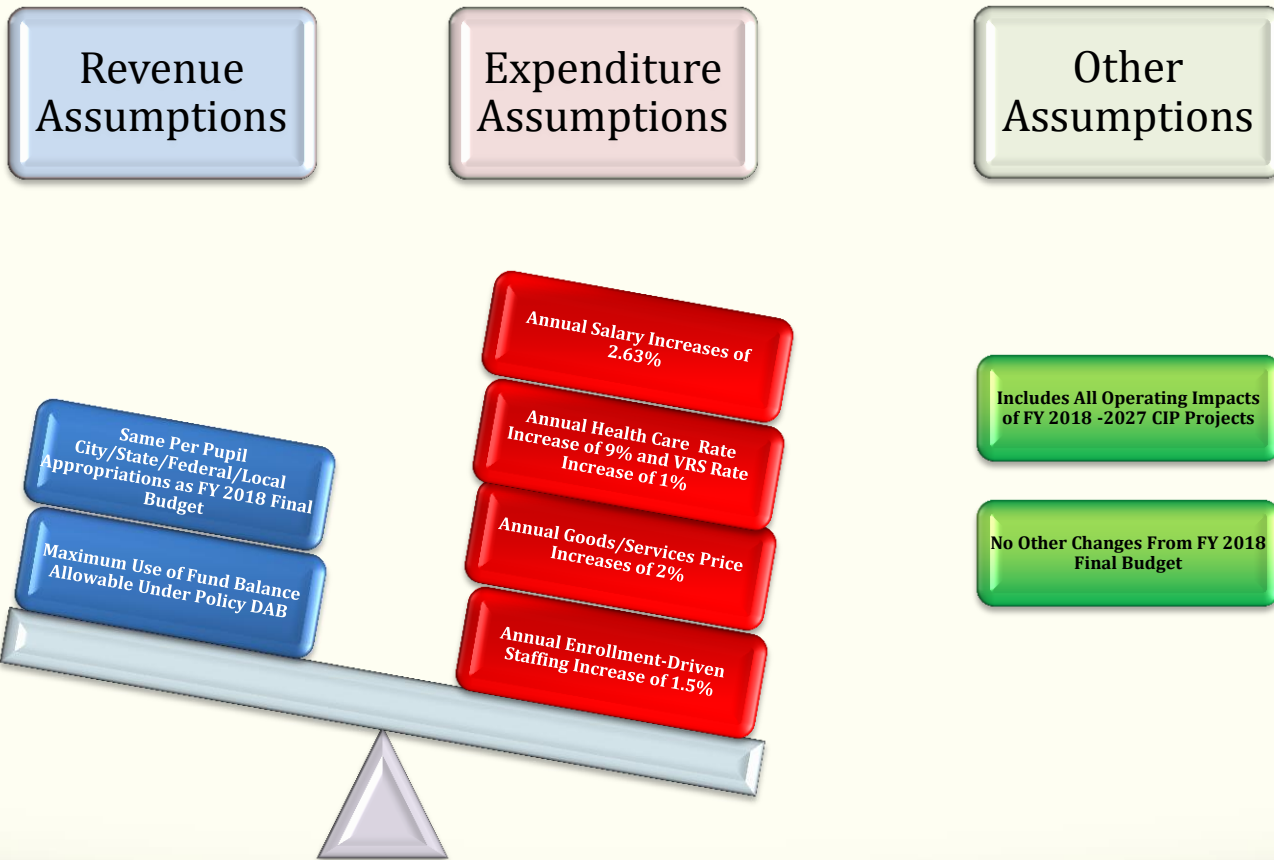 Revenue
Assumptions
Expenditure
Assumptions
Other
Assumptions
Same Per Pupil
City/State/Federal/Local
Appropriations as FY 2018 Final
Budget
Maximum Use of Fund Balance
Allowable Under Policy DAB
Annual Salary Increases of
2.63%
Annual Health Care Rate
Increase of 9% and VRS Rate
Increase of 1%
Annual Goods/Services Price
Increases of 2%
Annual Enrollment-Driven
Staffing Increase of 1.5%
Includes All Operating Impacts
of FY 2018 -2027 CIP Projects
No Other Changes From FY 2018
Final Budget